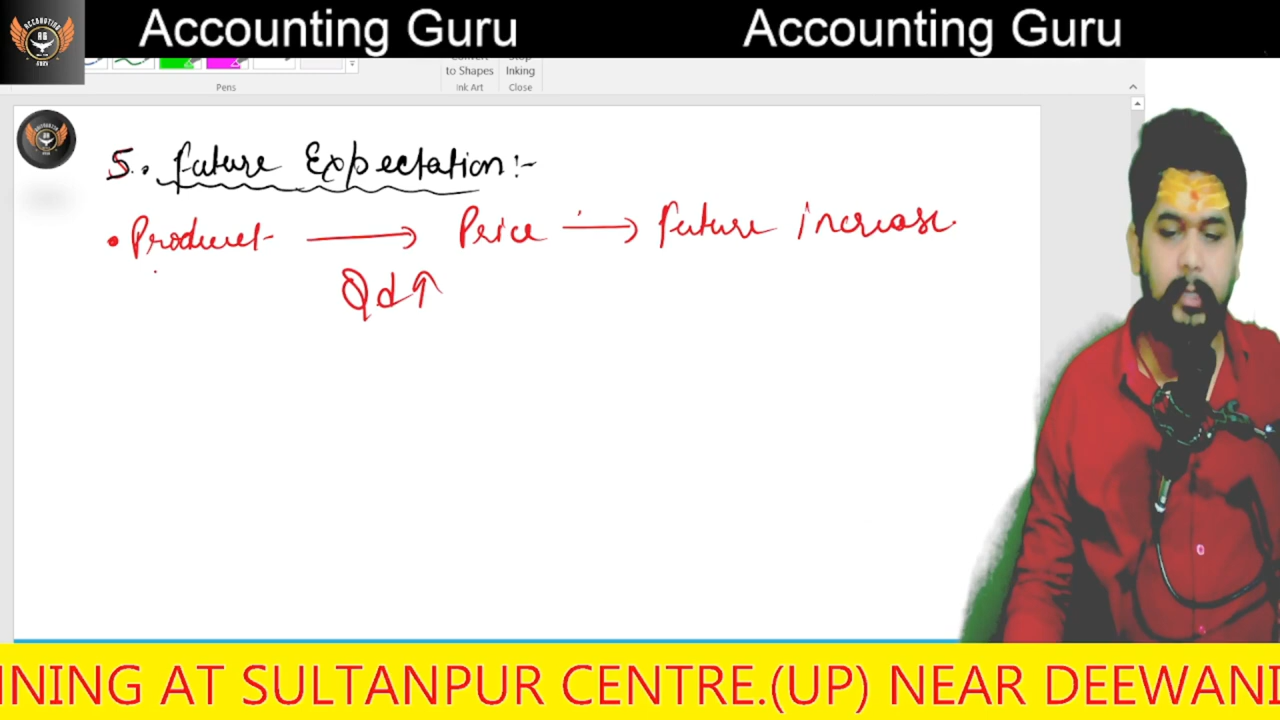 Accounting Guru Accounting Guru
to Shapes
Inking
Pens
Ink Art
Close
5. Future Expectation :-
• Product → Price → Future increase
Qd↑
NNING AT SULTANPUR CENTRE.(UP) NEAR DEEWANI